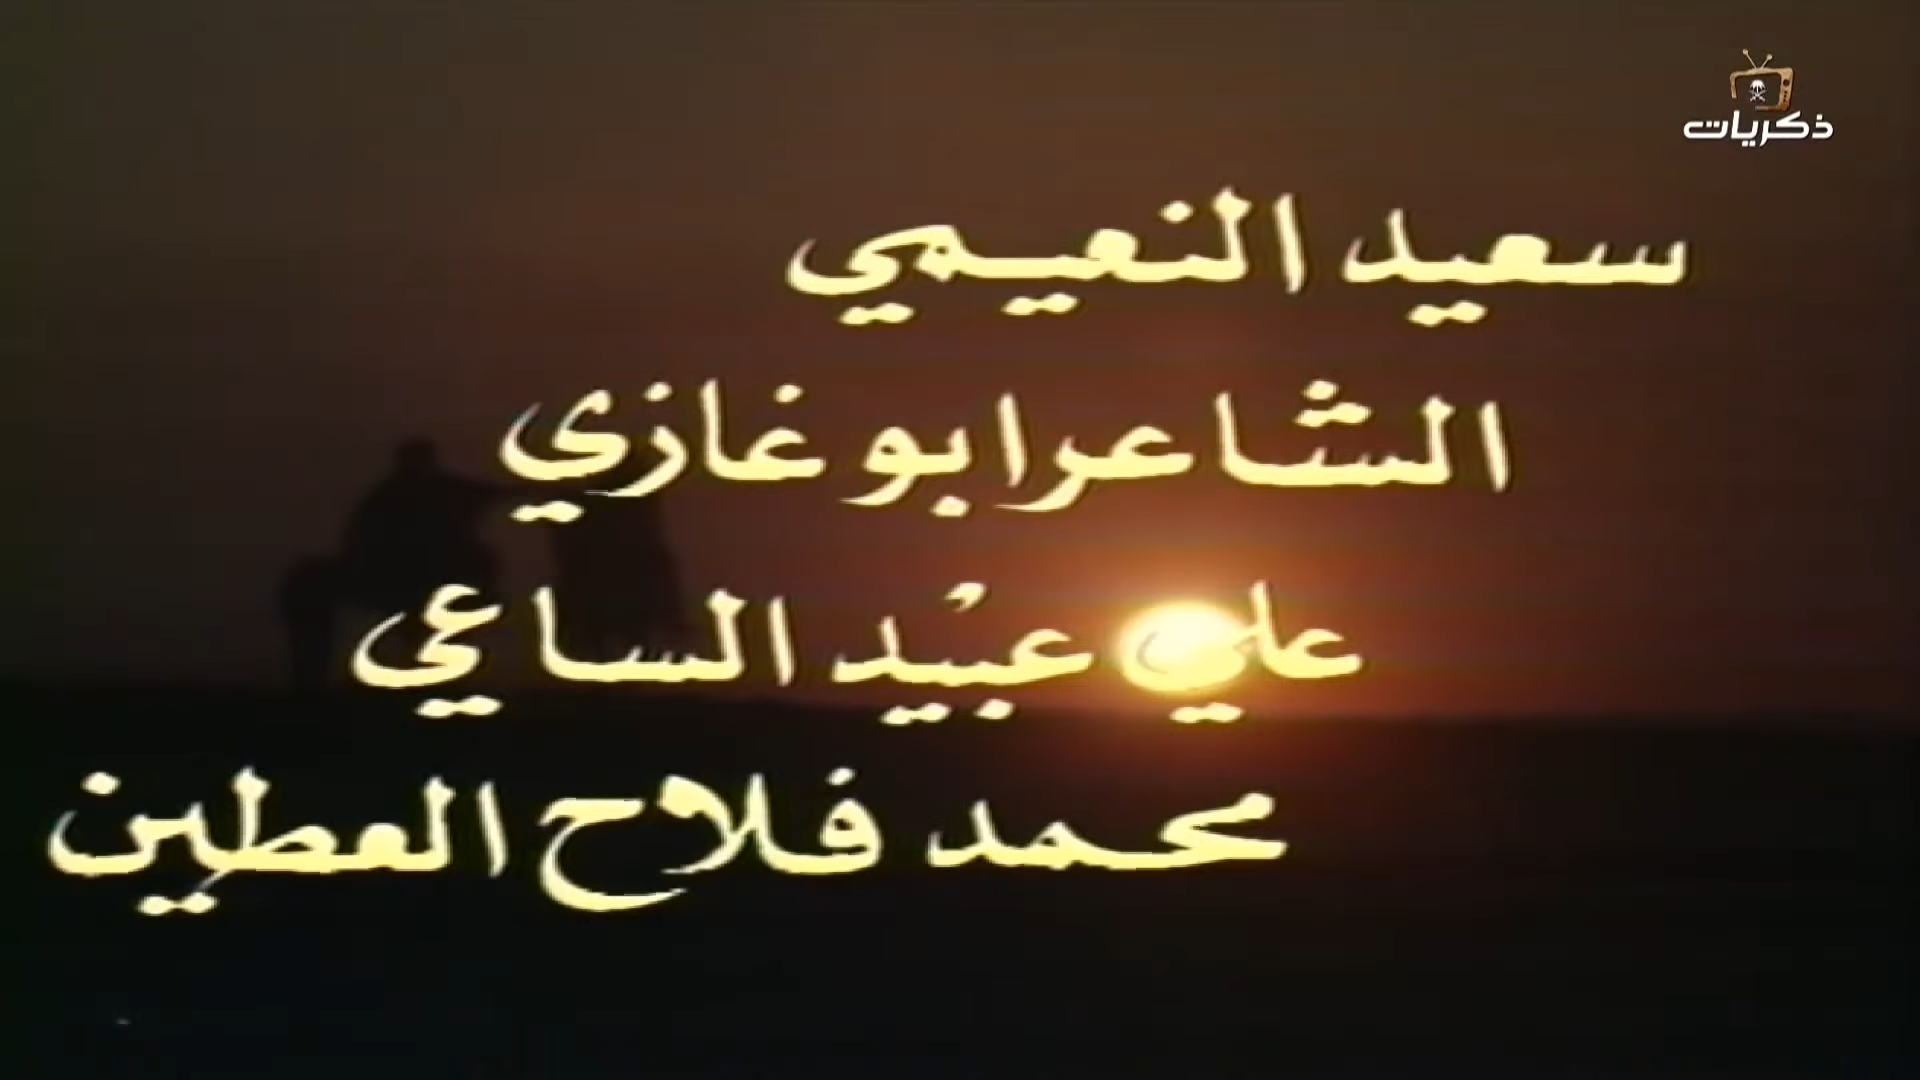 ذكريات
سعيد النعيمي
الشاعر ابو غازي
علي عبيد الساعي
محمد فلاح العطين